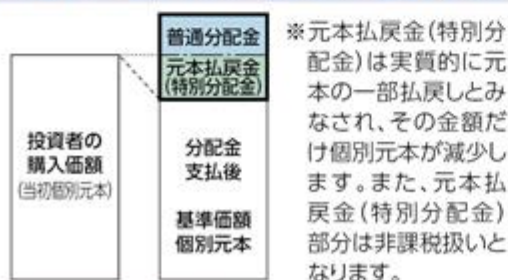 普通分配金
元本払戻金
(特別分配金)
投資者の
購入価額
(当初個別元本)
分配金
支払後
基準価額
個別元本
※元本払戻金(特別分
配金)は実質的に元
本の一部払戻しとみ
なされ、その金額だ
け個別元本が減少し
ます。また、元本払
戻金(特別分配金)
部分は非課税扱いと
なります。